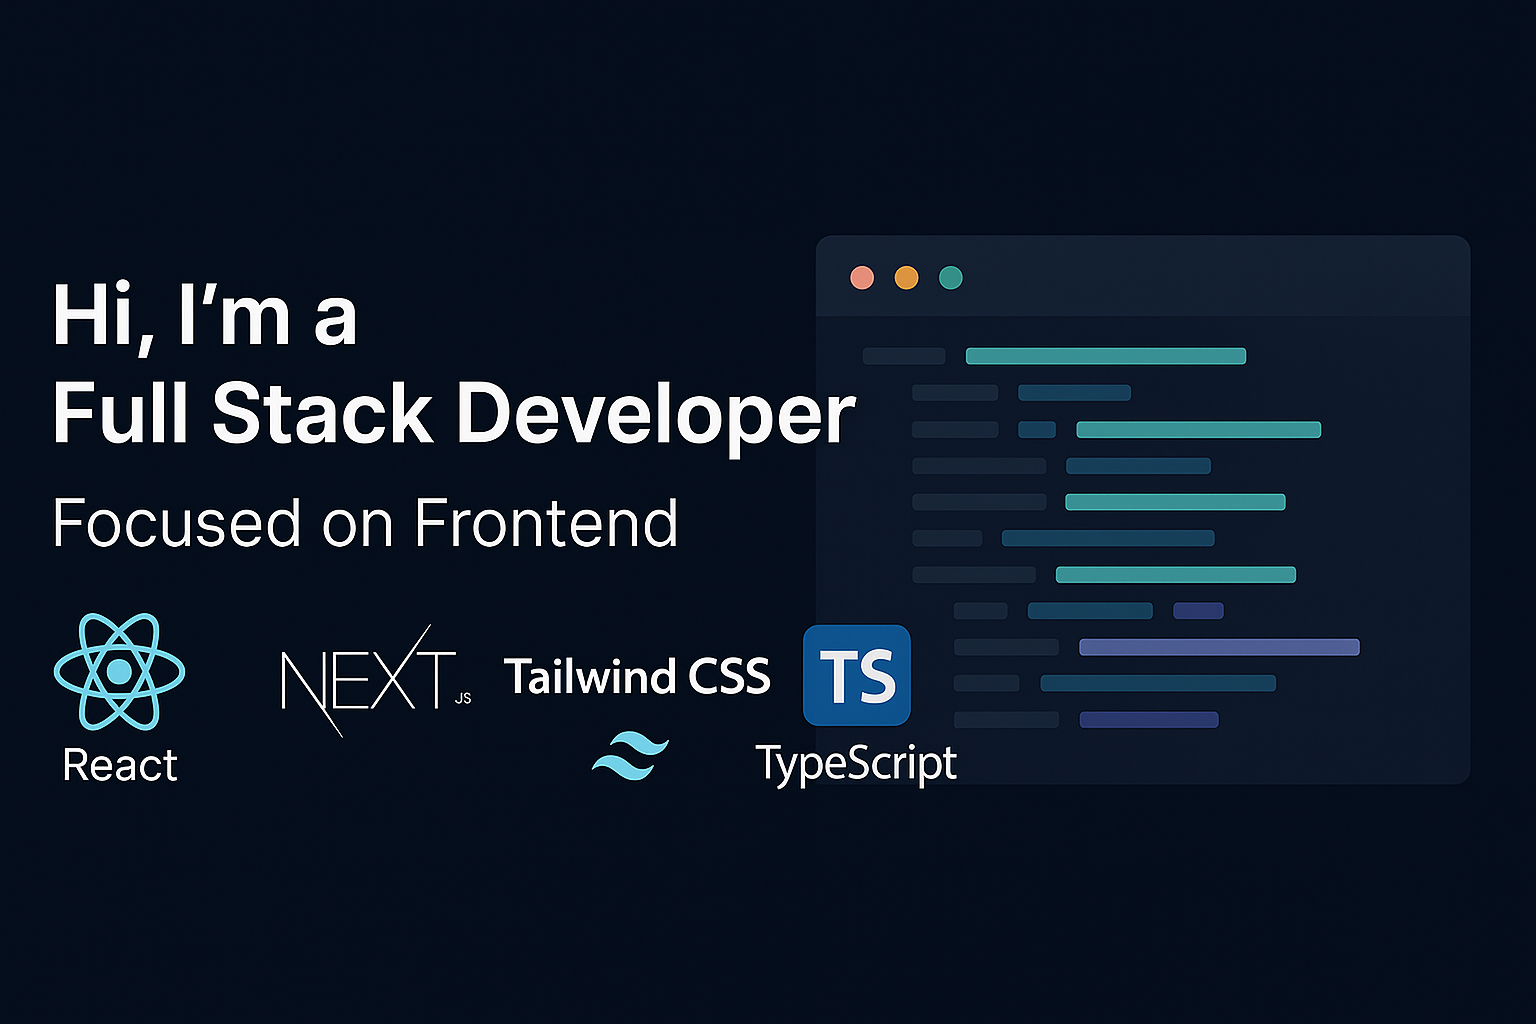 Hi, I’m a
Full Stack Developer
Focused on Frontend
React
NEXT.JS
Tailwind CSS
TS
TypeScript